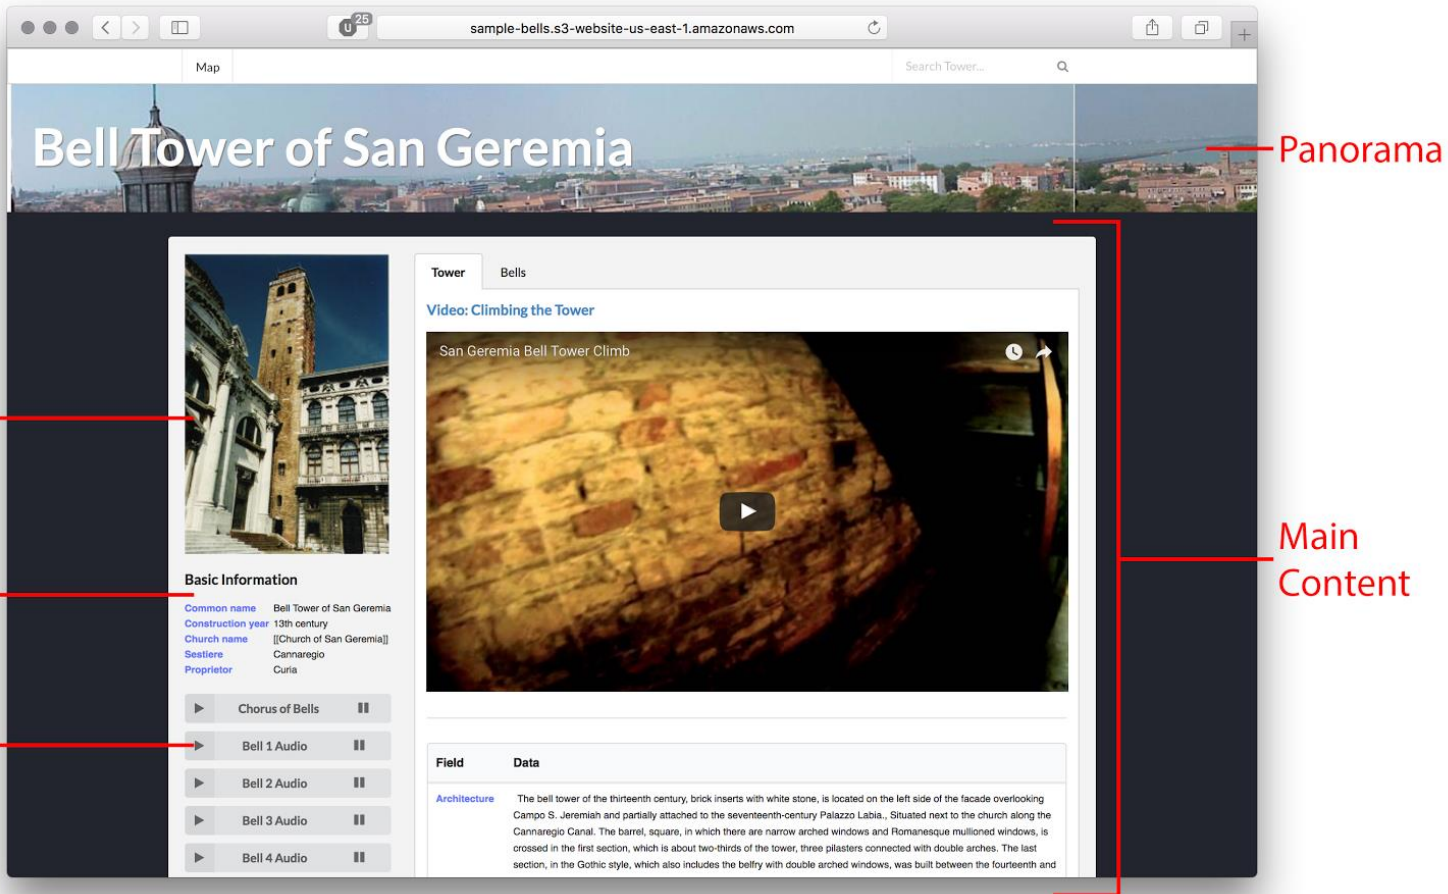 25
sample-bells.s3-website-us-east-1.amazonaws.com
Map
Search Tower...
Bell Tower of San Geremia
Panorama
Tower Bells
Video: Climbing the Tower
San Geremia Bell Tower Climb
Main
Content
Basic Information
Common name Bell Tower of San Geremia
Construction year 13th century
Church name [[Church of San Geremia]]
Sestiere Cannaregio
Proprietor Curia
Chorus of Bells
Bell 1 Audio
Bell 2 Audio
Bell 3 Audio
Bell 4 Audio
Field Data
Architecture The bell tower of the thirteenth century, brick inserts with white stone, is located on the left side of the facade overlooking
Campo S. Jeremiah and partially attached to the seventeenth-century Palazzo Labia., Situated next to the church along the
Cannaregio Canal. The barrel, square, in which there are narrow arched windows and Romanesque mullioned windows, is
crossed in the first section, which is about two-thirds of the tower, three pilasters connected with double arches. The last
section, in the Gothic style, which also includes the belfry with double arched windows, was built between the fourteenth and